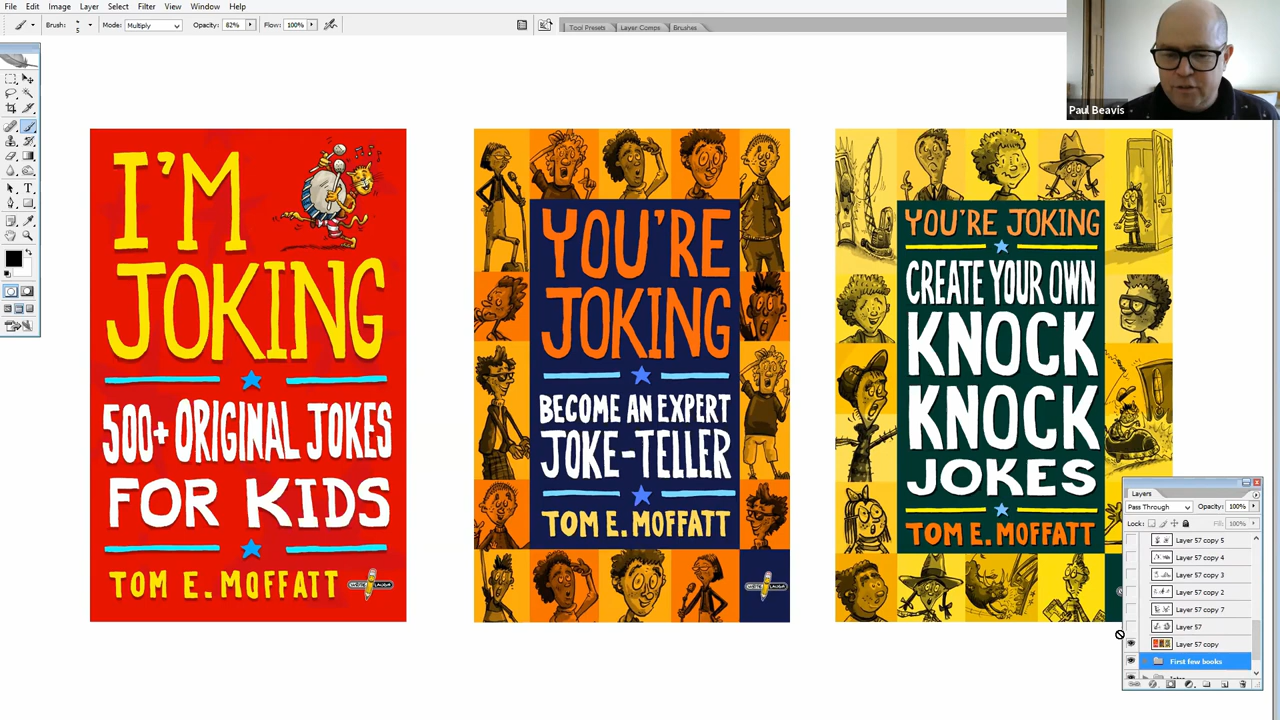 File Edit Image Layer Select Filter View Window Help
Brush: 5 Mode: Multiply Opacity: 82% Flow: 100%
Tool Presets Layer Comps Brushes
Paul Beavis
I'M
JOKING
500+ ORIGINAL JOKES
FOR KIDS
TOM E. MOFFATT
YOU'RE
JOKING
BECOME AN EXPERT
JOKE-TELLER
TOM E. MOFFATT
YOU'RE JOKING
CREATE YOUR OWN
KNOCK
KNOCK
JOKES
TOM E. MOFFATT
Layers
Pass Through Opacity: 100%
Lock: Fill: 100%
Layer 57 copy 5
Layer 57 copy 4
Layer 57 copy 3
Layer 57 copy 2
Layer 57 copy 7
Layer 57
Layer 57 copy
First few books